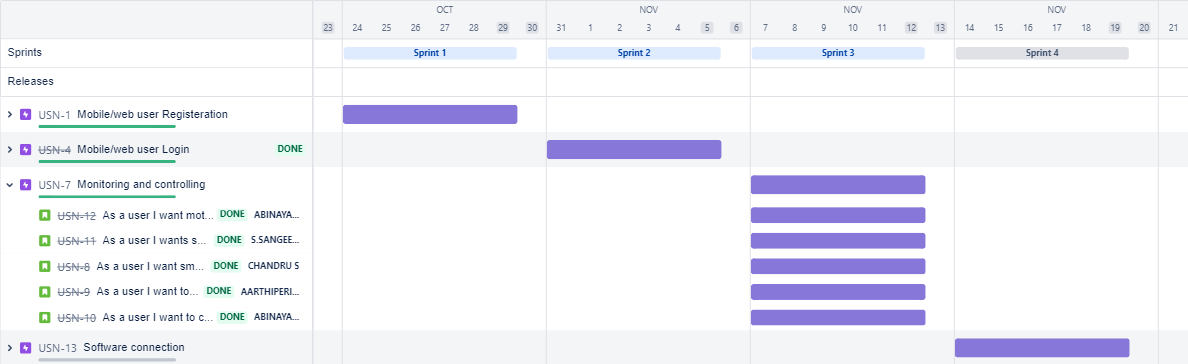 OCT NOV NOV NOV
23 24 25 26 27 28 29 30 31 1 2 3 4 5 6 7 8 9 10 11 12 13 14 15 16 17 18 19 20 21
Sprints Sprint 1 Sprint 2 Sprint 3 Sprint 4
Releases
USN-1 Mobile/web user Registeration
USN-4 Mobile/web user Login DONE
USN-7 Monitoring and controlling
USN-12 As a user I want mot... DONE ABINAYA...
USN-11 As a user I wants s... DONE S.SANGEE...
USN-8 As a user I want sm... DONE CHANDRU S
USN-9 As a user I want to... DONE AARTHIPERI...
USN-10 As a user I want to c... DONE ABINAYA...
USN-13 Software connection